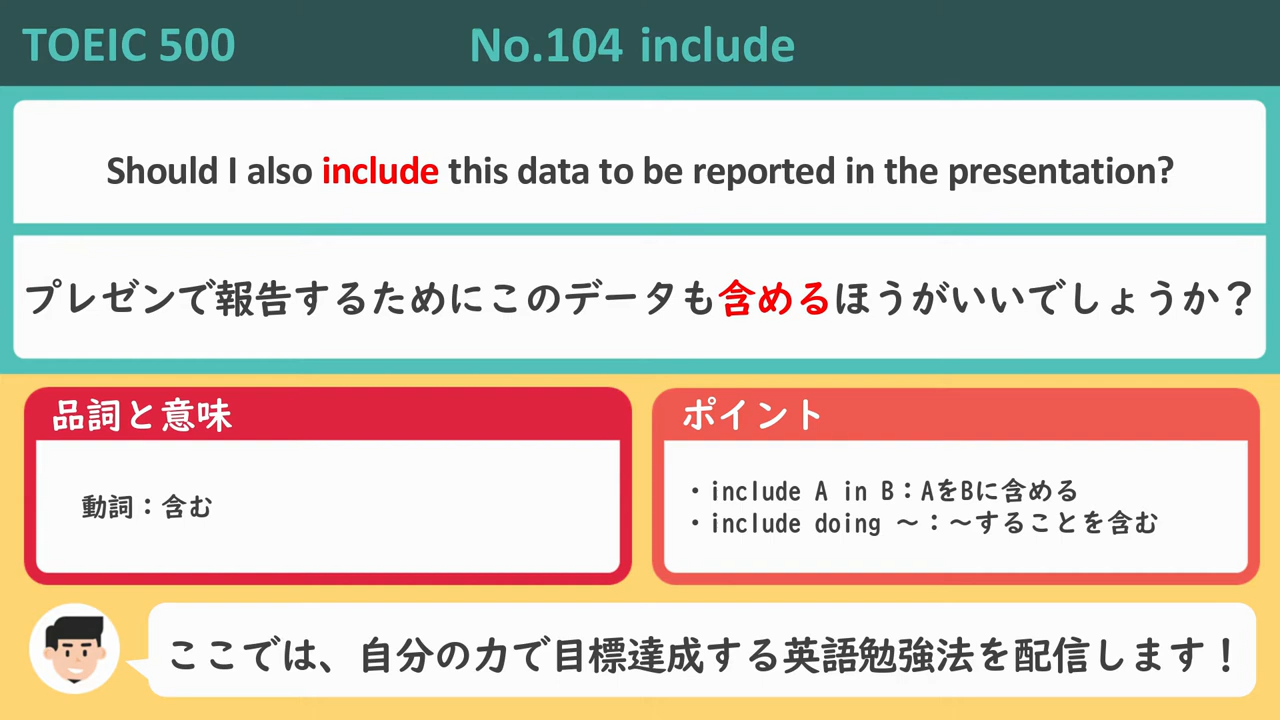 TOEIC 500
No.104 include
Should I also include this data to be reported in the presentation?
プレゼンで報告するためにこのデータも含めるほうがいいでしょうか？
品詞と意味
動詞：含む
ポイント
・include A in B：AをBに含める
・include doing ～：～することを含む
ここでは、自分の力で目標達成する英語勉強法を配信します！